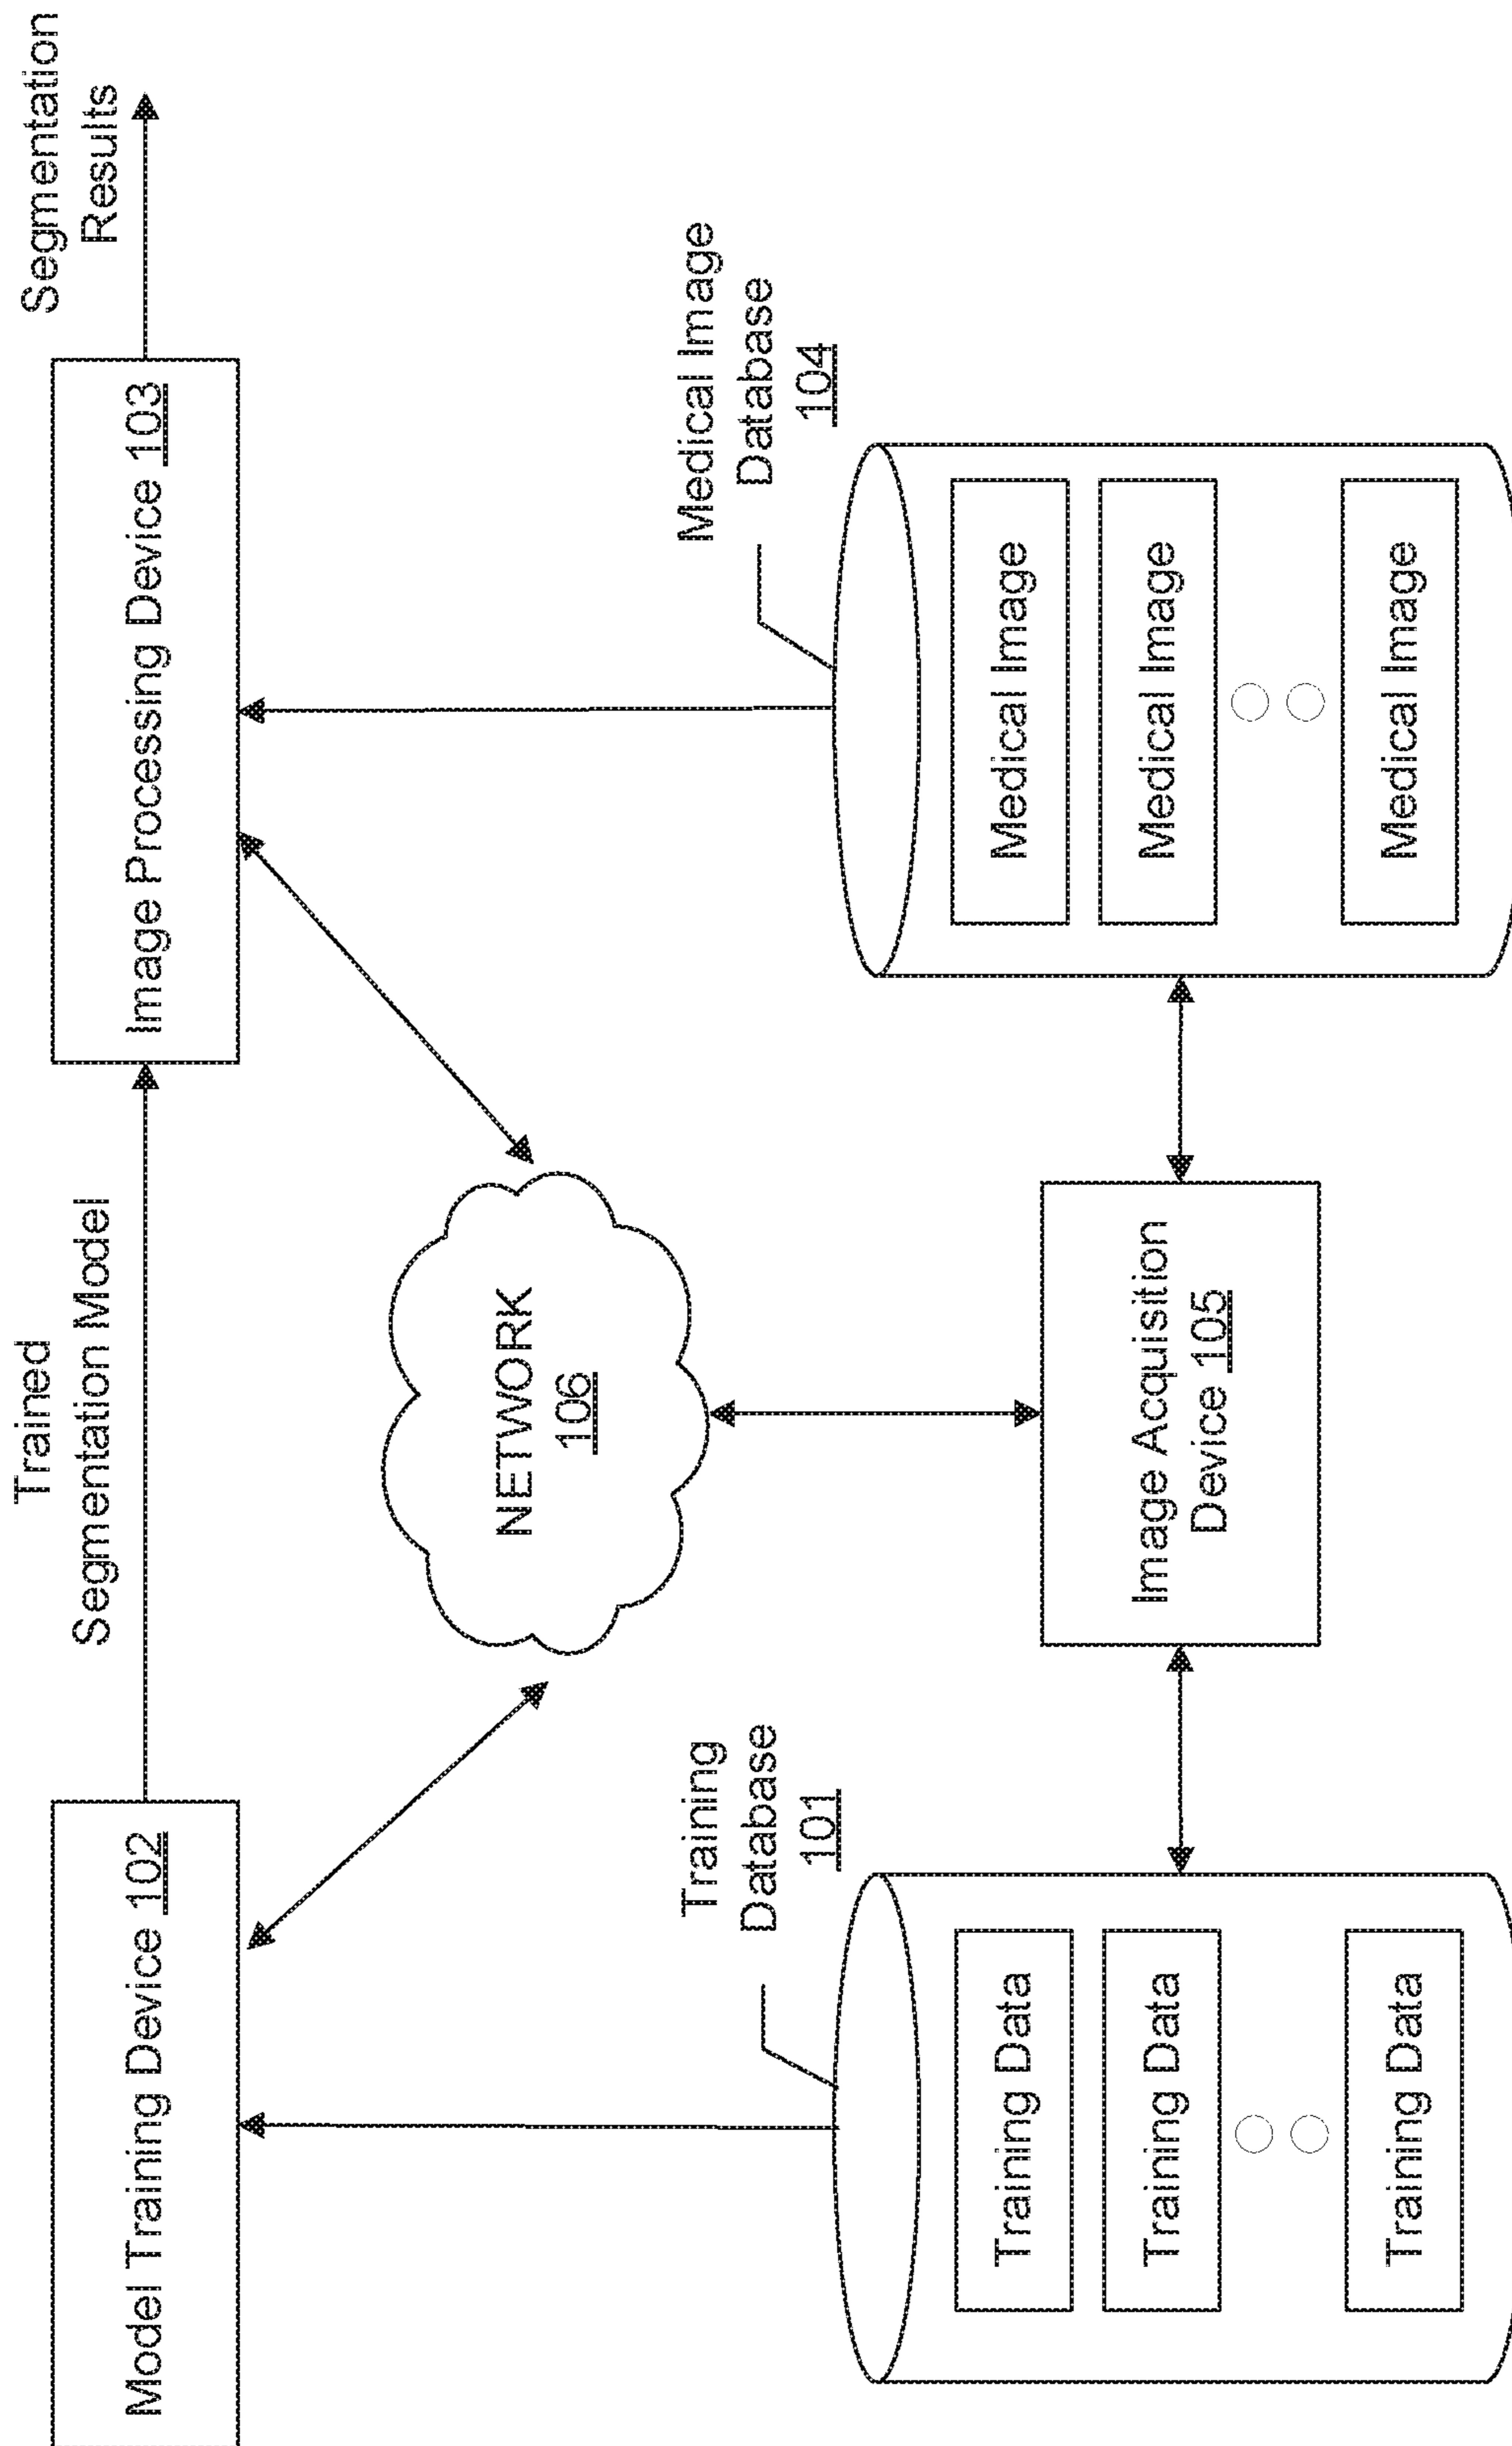 Trained
Segmentation Model
Segmentation
Results
Model Training Device 102
Image Processing Device 103
NETWORK
106
Training
Database
101
Medical Image
Database
104
Image Acquisition
Device 105
Training Data
Training Data
Training Data
Medical Image
Medical Image
Medical Image